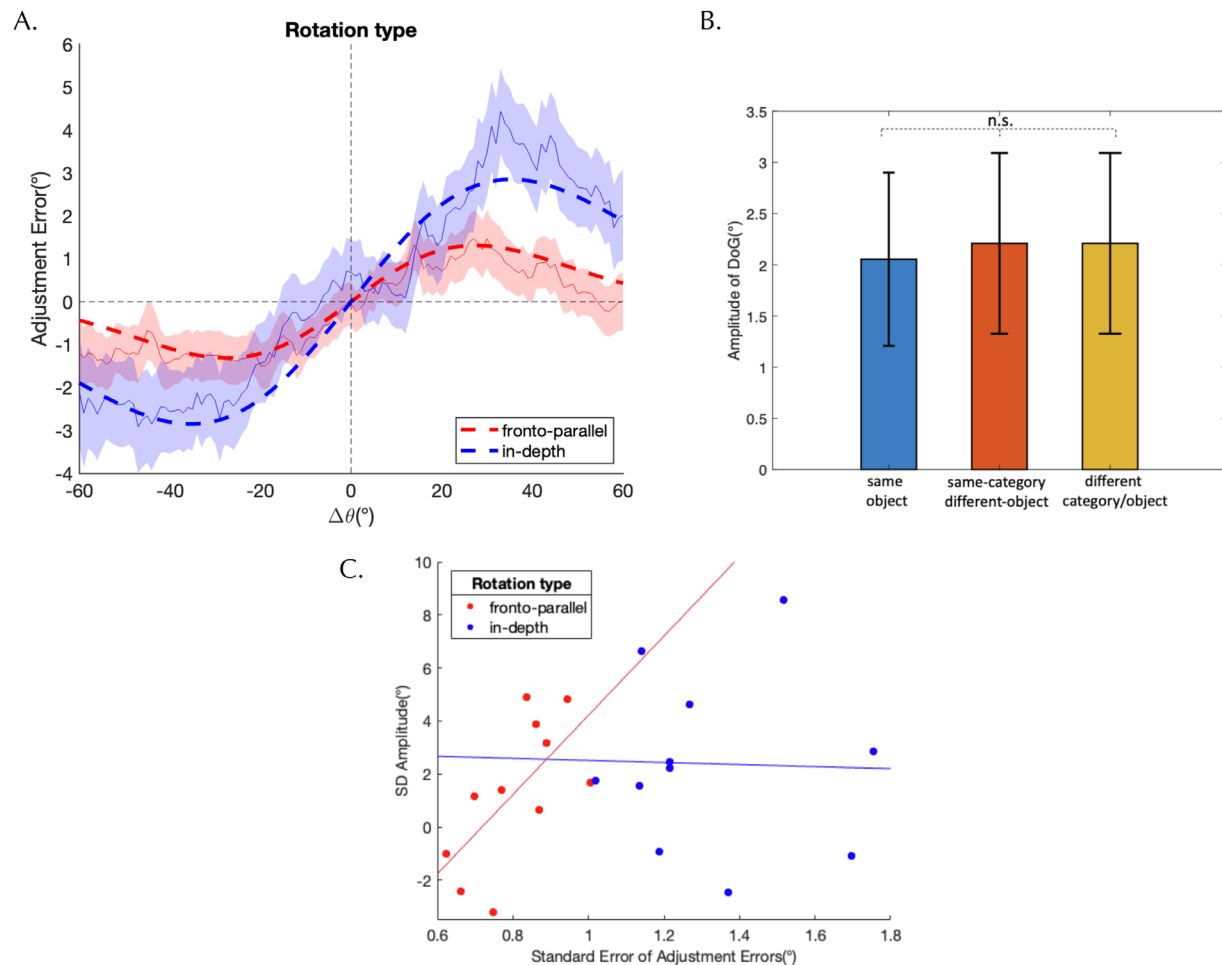 A.
Rotation type
6
5
4
3
2
1
0
-1
-2
-3
-4
Adjustment Error(°)
-60
-40
-20
0
20
40
60
Δθ(°)
fronto-parallel
in-depth
B.
3.5
3
2.5
2
1.5
1
0.5
0
Amplitude of DoG(°)
n.s.
same
object
same-category
different-object
different
category/object
C.
10
8
6
4
2
0
-2
SD Amplitude(°)
Rotation type
fronto-parallel
in-depth
0.6
0.8
1
1.2
1.4
1.6
1.8
Standard Error of Adjustment Errors(°)